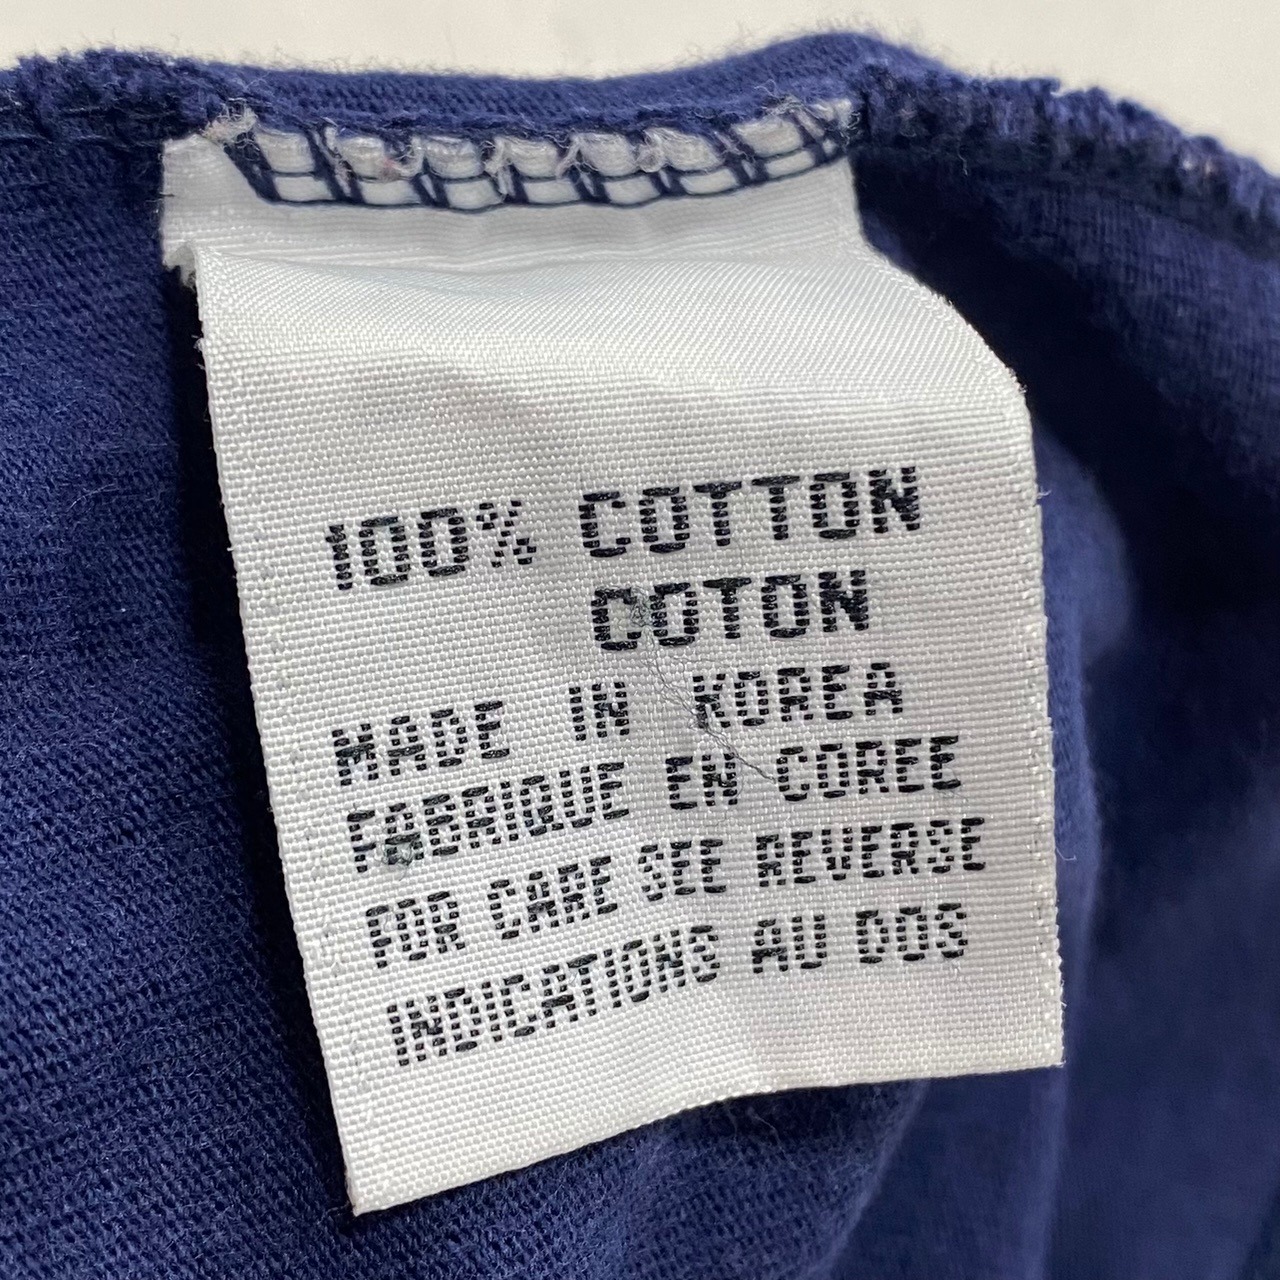 100% COTTON
COTON
MADE IN KOREA
FABRIQUE EN COREE
FOR CARE SEE REVERSE
INDICATIONS AU DOS